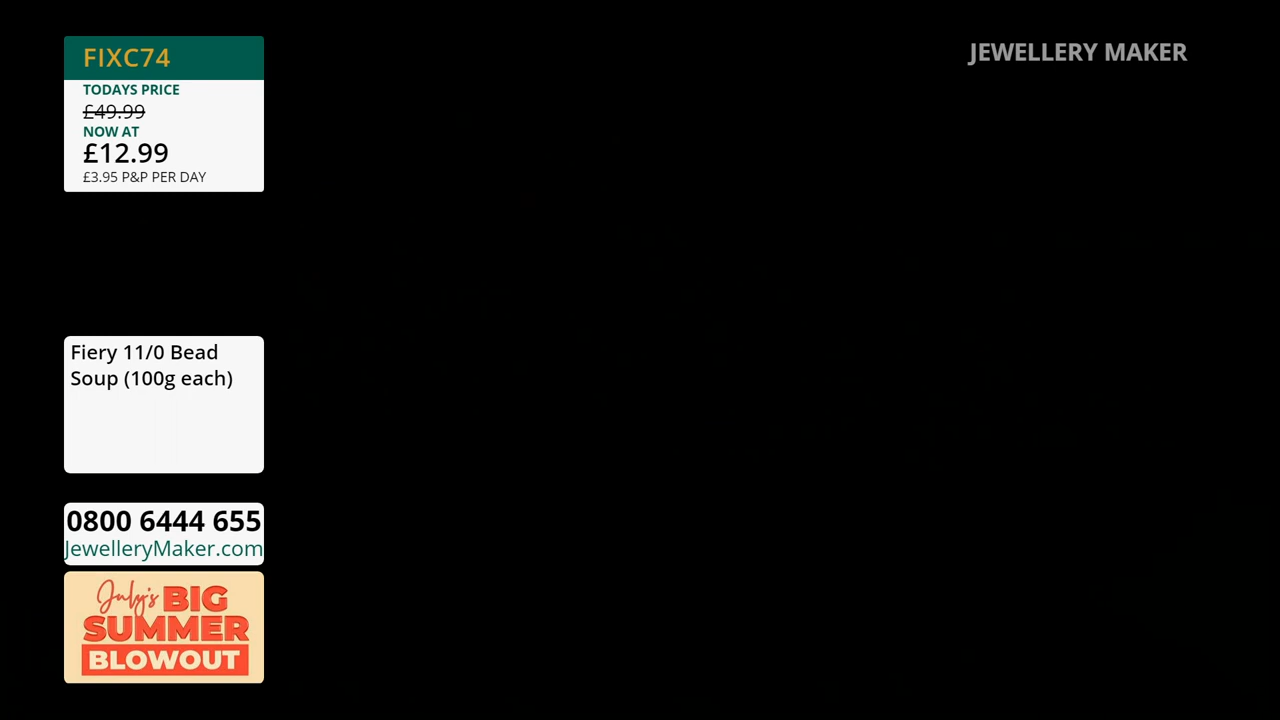 FIXC74
TODAYS PRICE
£49.99
NOW AT
£12.99
£3.95 P&P PER DAY
JEWELLERY MAKER
Fiery 11/0 Bead
Soup (100g each)
0800 6444 655
JewelleryMaker.com
July's BIG
SUMMER
BLOWOUT